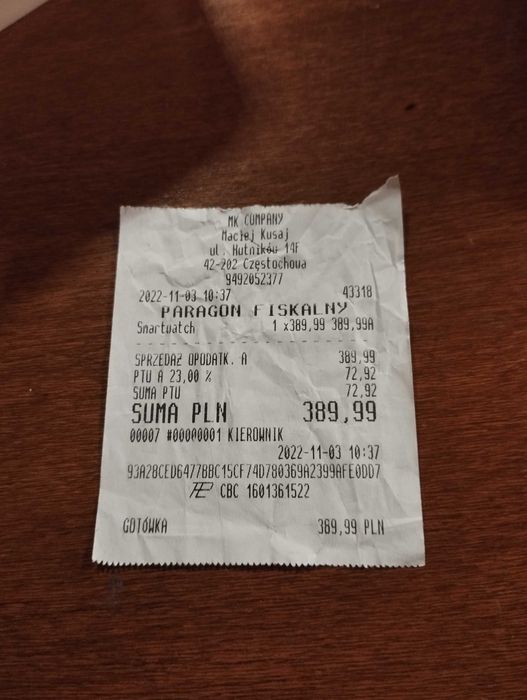 MK COMPANY
Maciej Kusaj
ul. Hutników 14F
42-202 Częstochowa
9492052377
2022-11-03 10:37 43318
PARAGON FISKALNY
Smartwatch 1 x389,99 389,99A
SPRZEDAŻ OPODATK. A 389,99
PTU A 23,00 % 72,92
SUMA PTU 72,92
SUMA PLN 389,99
00007 #00000001 KIEROWNIK
2022-11-03 10:37
93A28CED6477BBC15CF74D780369A2399AFE0DD7
CBC 1601361522
GOTÓWKA 389,99 PLN